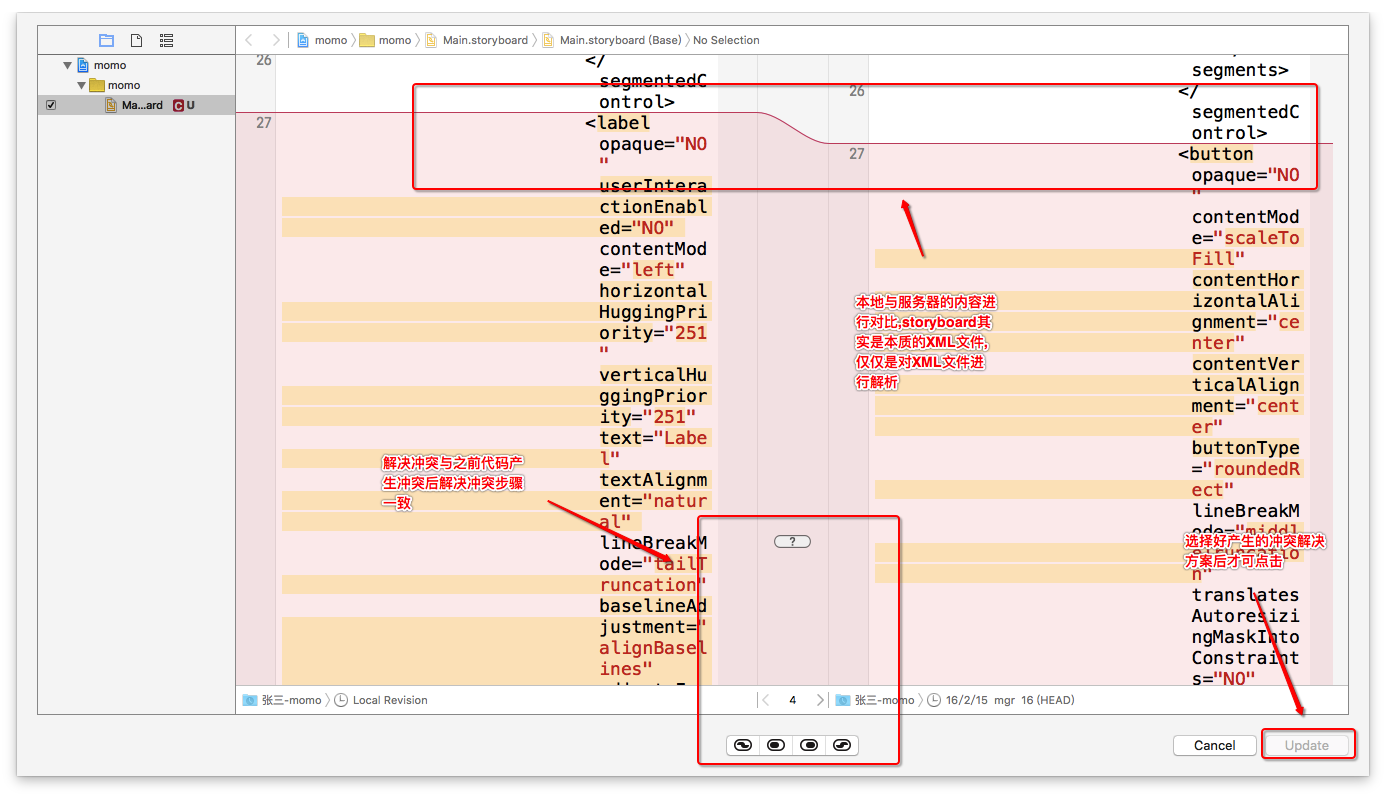 momo
momo
Ma...ard C U
momo momo Main.storyboard Main.storyboard (Base) No Selection
26
</
segmentedC
ontrol>
27
<label
opaque="NO
"
userIntera
ctionEnabl
ed="NO"
contentMod
e="left"
horizontal
HuggingPri
ority="251
"
verticalHu
ggingPrior
ity="251"
text="Labe
l"
textAlignm
ent="natur
al"
lineBreakM
ode="tailT
runcation"
baselineAd
justment="
alignBasel
ines"
segments>
26
</
segmentedC
ontrol>
27
<button
opaque="NO
"
contentMod
e="scaleTo
Fill"
contentHor
izontalAli
gnment="ce
nter"
contentVer
ticalAlign
ment="cent
er"
buttonType
="roundedR
ect"
lineBreakM
ode="middl
eTruncatio
n"
translates
Autoresizi
ngMaskInto
Constraint
s="NO"
本地与服务器的内容进
行对比,storyboard其
实是本质的XML文件,
仅仅是对XML文件进
行解析
解决冲突与之前代码产
生冲突后解决冲突步骤
一致
?
选择好产生的冲突解决
方案后才可点击
张三-momo Local Revision
4
张三-momo 16/2/15 mgr 16 (HEAD)
Cancel
Update